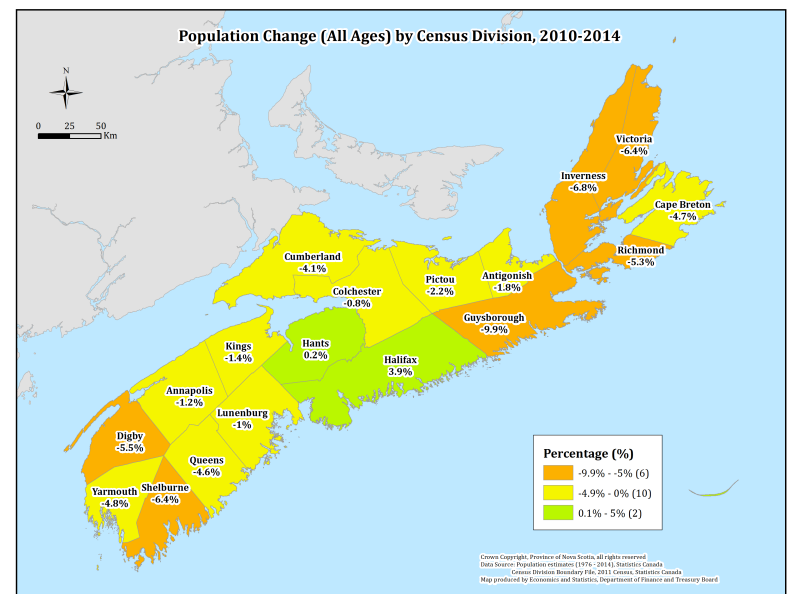 Population Change (All Ages) by Census Division, 2010-2014
N
0 25 50
Km
Victoria
-6.4%
Inverness
-6.8%
Cape Breton
-4.7%
Richmond
-5.3%
Cumberland
-4.1%
Colchester
-0.8%
Pictou
-2.2%
Antigonish
-1.8%
Guysborough
-9.9%
Kings
-1.4%
Hants
0.2%
Halifax
3.9%
Annapolis
-1.2%
Lunenburg
-1%
Digby
-5.5%
Queens
-4.6%
Yarmouth
-4.8%
Shelburne
-6.4%
Percentage (%)
-9.9% - -5% (6)
-4.9% - 0% (10)
0.1% - 5% (2)
Crown Copyright, Province of Nova Scotia, all rights reserved
Data Source: Population estimates (1976 - 2014), Statistics Canada
Census Division Boundary File, 2011 Census, Statistics Canada
Map produced by Economics and Statistics, Department of Finance and Treasury Board